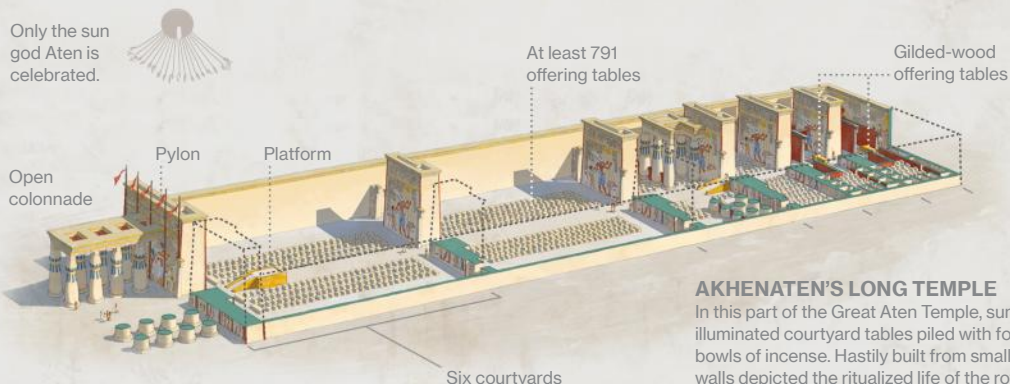 Only the sun
god Aten is
celebrated.
At least 791
offering tables
Gilded-wood
offering tables
Pylon
Platform
Open
colonnade
Six courtyards
AKHENATEN’S LONG TEMPLE
In this part of the Great Aten Temple, sun
illuminated courtyard tables piled with
bowls of incense. Hastily built from small
walls depicted the ritualized life of the